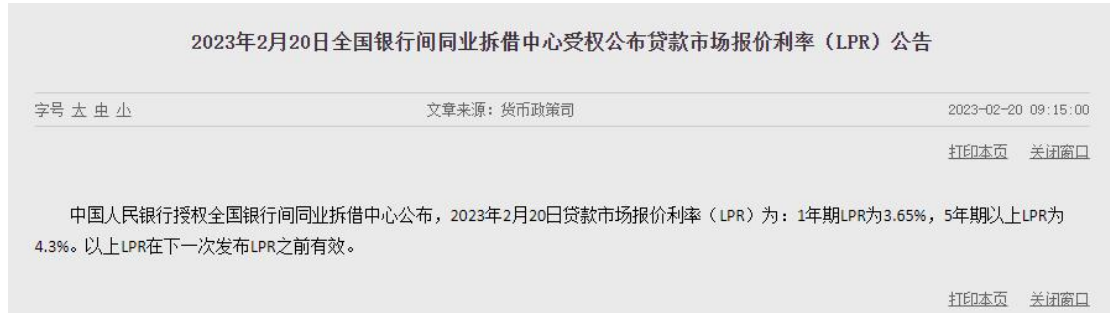 2023年2月20日全国银行间同业拆借中心受权公布贷款市场报价利率（LPR）公告
字号 大 中 小 文章来源：货币政策司 2023-02-20 09:15:00
打印本页 关闭窗口
中国人民银行授权全国银行间同业拆借中心公布，2023年2月20日贷款市场报价利率（LPR）为：1年期LPR为3.65%，5年期以上LPR为
4.3%。以上LPR在下一次发布LPR之前有效。
打印本页 关闭窗口